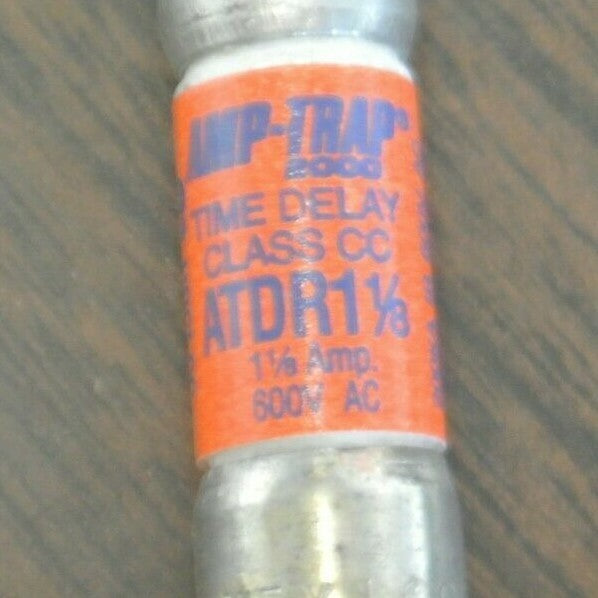 AMP-TRAP®
2000
TIME DELAY
CLASS CC
ATDR1⅛
1⅛ Amp.
600V AC